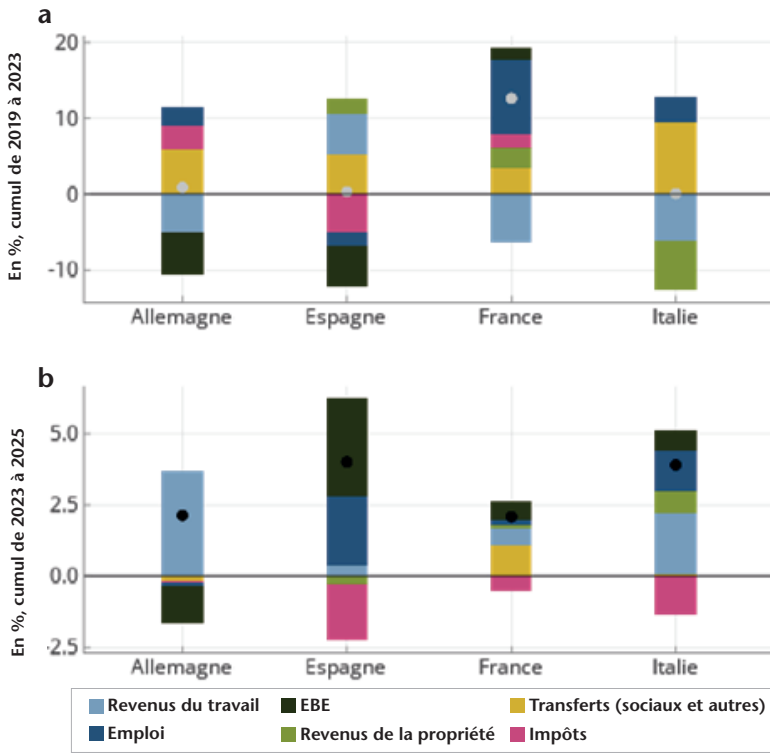 a
En %, cumul de 2019 à 2023
20
10
0
-10
Allemagne Espagne France Italie
b
En %, cumul de 2023 à 2025
5.0
2.5
0.0
-2.5
Allemagne Espagne France Italie
Revenus du travail EBE Transferts (sociaux et autres)
Emploi Revenus de la propriété Impôts